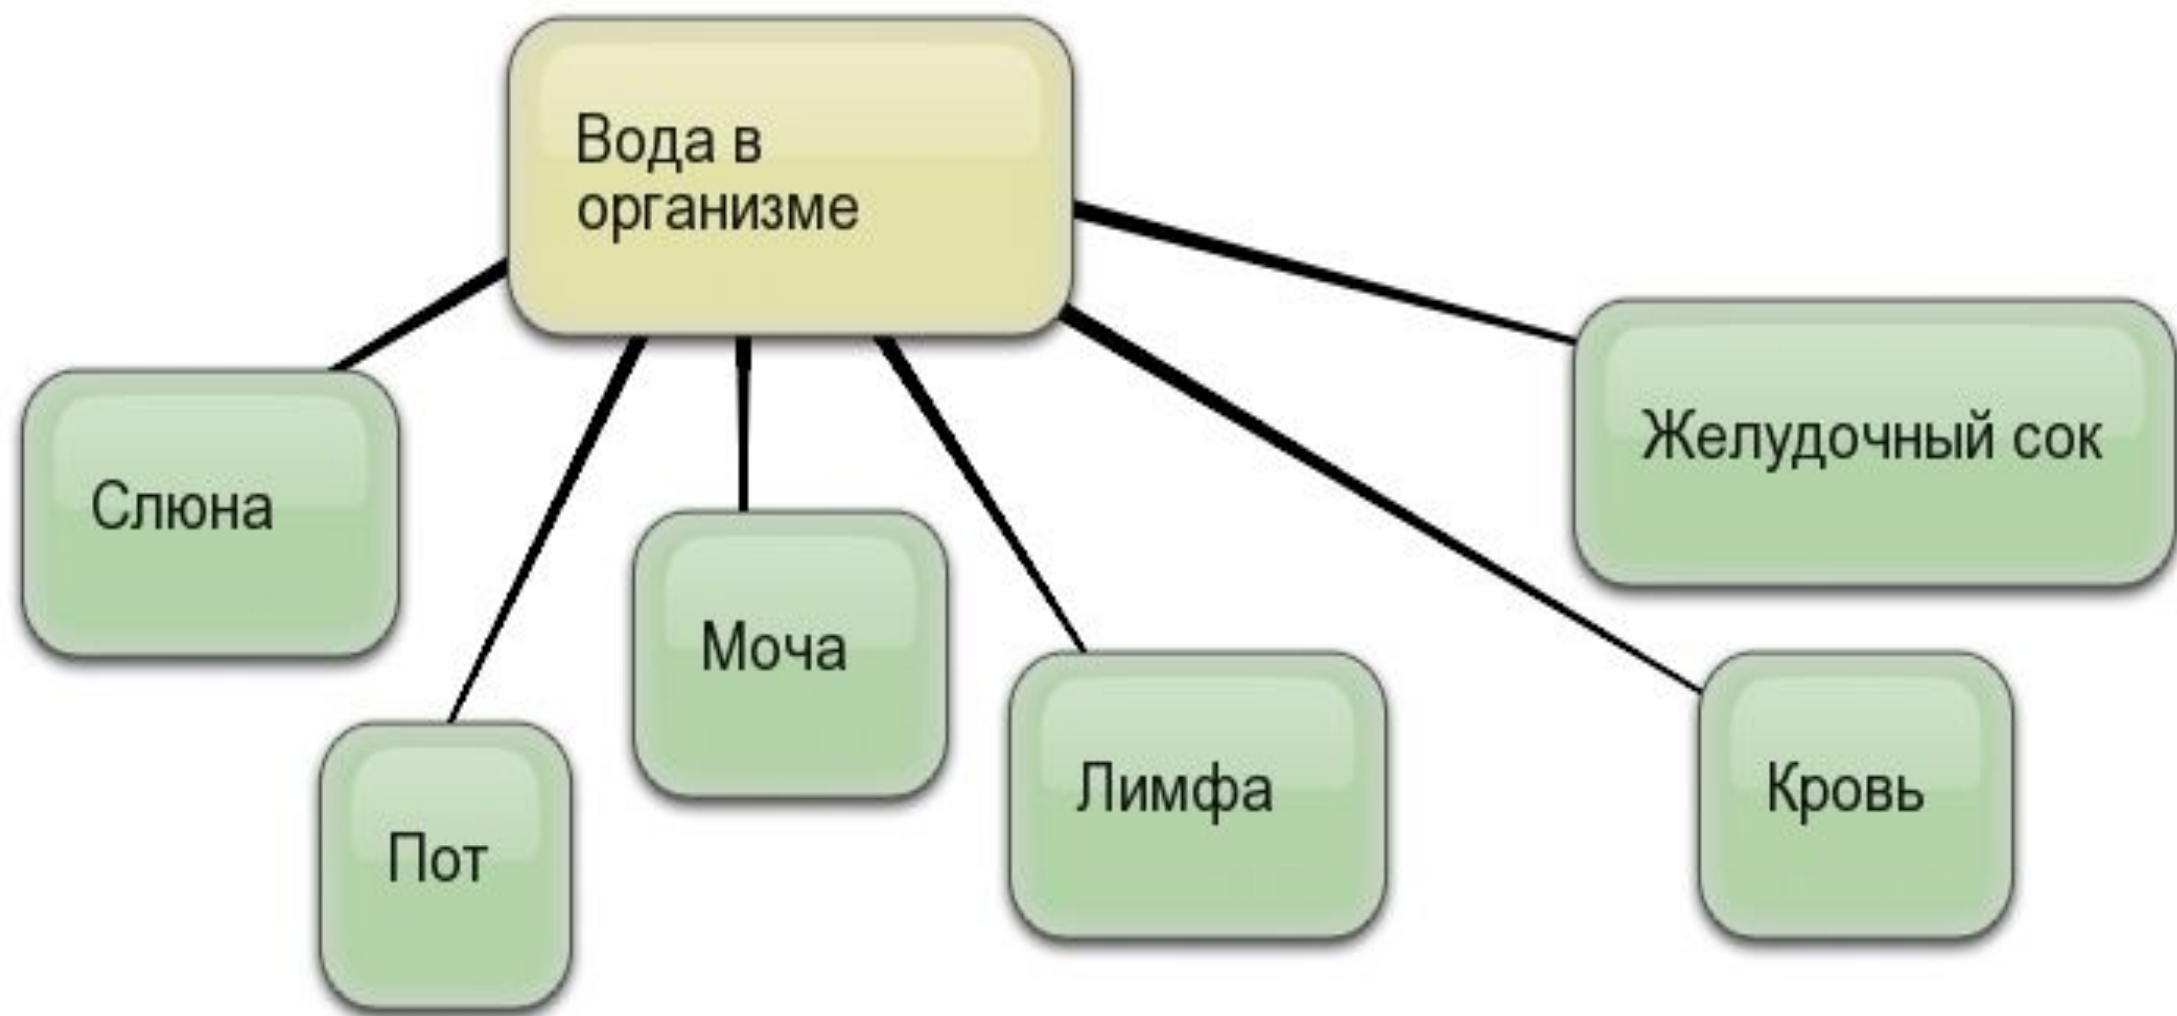 Вода в
организме
Слюна
Пот
Моча
Лимфа
Кровь
Желудочный сок